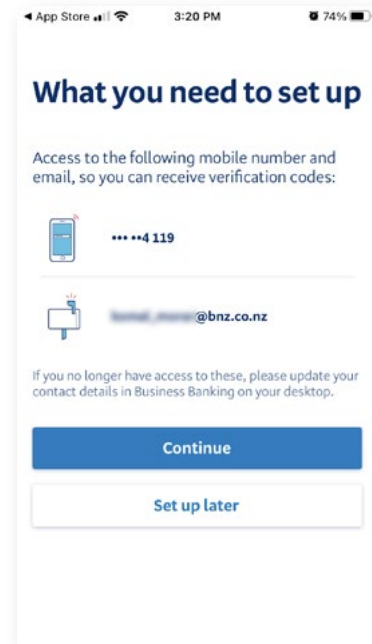 App Store 3:20 PM 74%
What you need to set up
Access to the following mobile number and
email, so you can receive verification codes:
••• ••4 119
@bnz.co.nz
If you no longer have access to these, please update your
contact details in Business Banking on your desktop.
Continue
Set up later